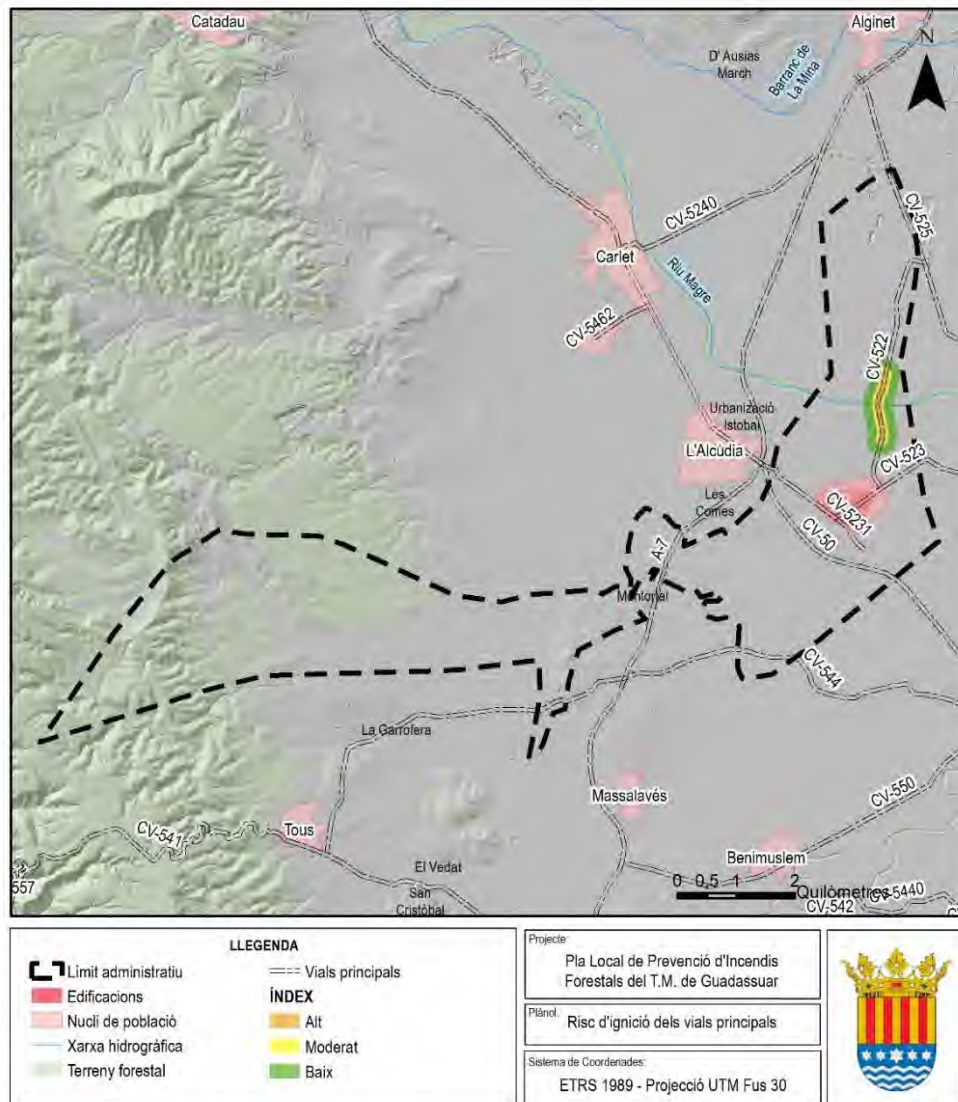 Catadau
Alginet
D' Ausias
March
Barranc de
La Mina
N
CV-5240
CV-525
Carlet
Riu Magre
CV-5462
CV-522
Urbanizació
Istobal
L'Alcúdia
CV-523
Les
Comes
CV-5231
CV-50
A-7
Montortal
CV-544
La Garrofera
Massalavés
CV-550
CV-541
Tous
Benimuslem
El Vedat
557
San
Cristòbal
0 0,5 1 2
Quilòmetres
CV-5440
CV-542
LLEGENDA
Limit administratiu
Edificacions
Nucli de població
Xarxa hidrogràfica
Terreny forestal
Vials principals
ÍNDEX
Alt
Moderat
Baix
Projecte:
Pla Local de Prevenció d'Incendis
Forestals del T.M. de Guadassuar
Plànol:
Risc d'ignició dels vials principals
Sistema de Coordenades:
ETRS 1989 - Projecció UTM Fus 30